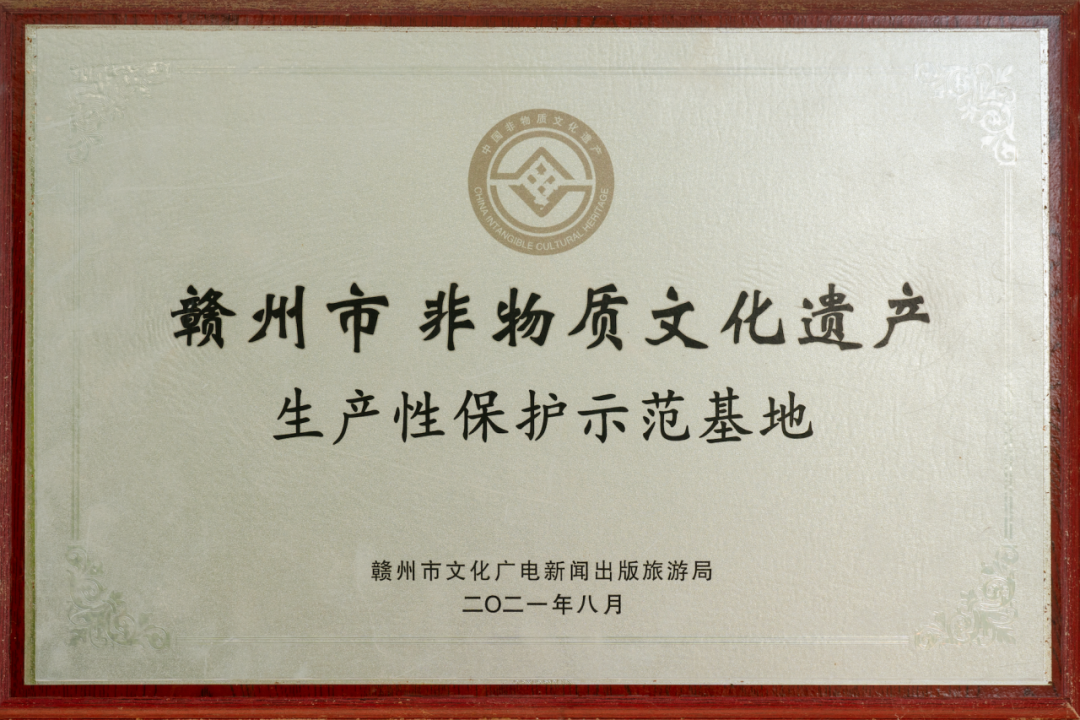 中国非物质文化遗产
CHINA INTANGIBLE CULTURAL HERITAGE
赣州市 非物质文化遗产
生产性保护示范基地
赣州市文化广电新闻出版旅游局
二〇二一年八月